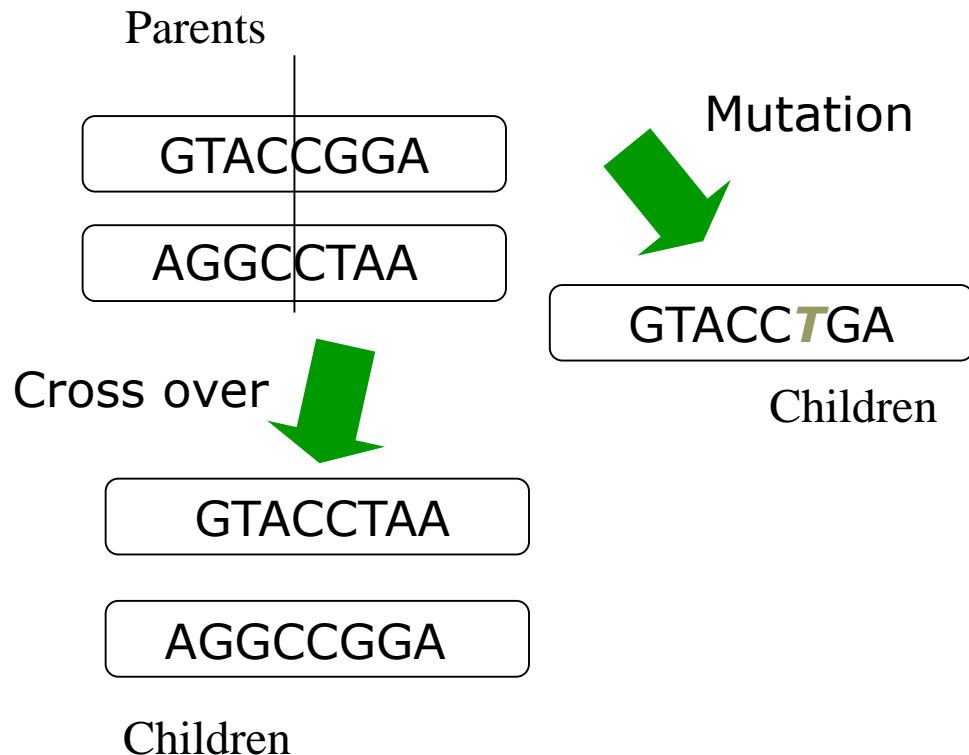 Parents
GTACCGGA
AGGCCTAA
Mutation
GTACCTGA
Children
Cross over
GTACCTAA
AGGCCGGA
Children